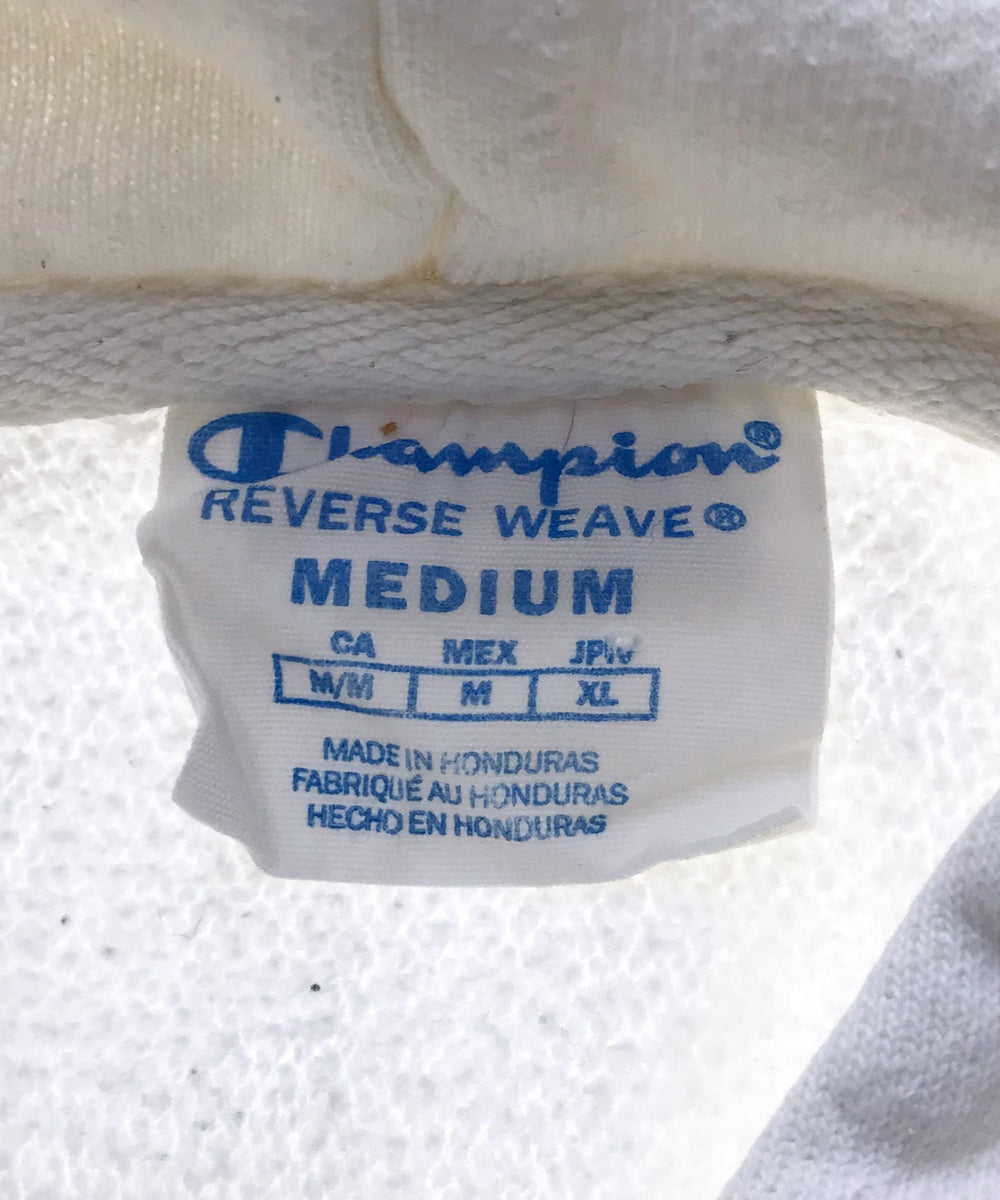 Champion®
REVERSE WEAVE®
MEDIUM
CA MEX JPN
M/M M XL
MADE IN HONDURAS
FABRIQUÉ AU HONDURAS
HECHO EN HONDURAS